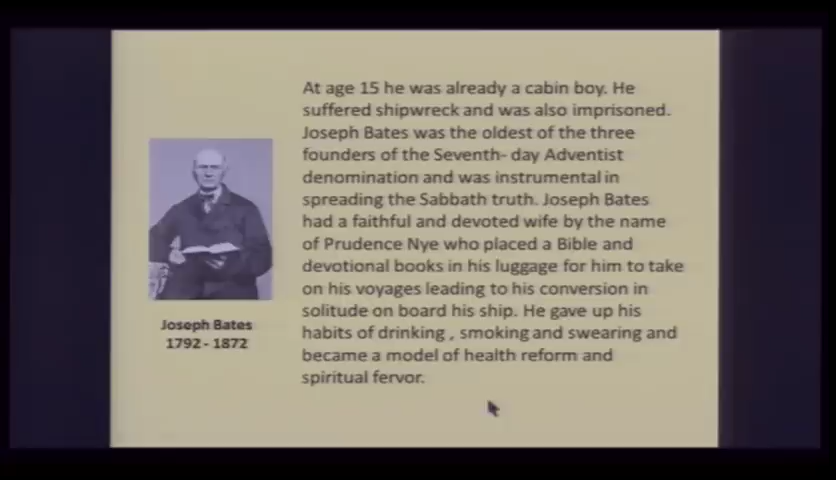 At age 15 he was already a cabin boy. He
suffered shipwreck and was also imprisoned.
Joseph Bates was the oldest of the three
founders of the Seventh- day Adventist
denomination and was instrumental in
spreading the Sabbath truth. Joseph Bates
had a faithful and devoted wife by the name
of Prudence Nye who placed a Bible and
devotional books in his luggage for him to take
on his voyages leading to his conversion in
solitude on board his ship. He gave up his
habits of drinking , smoking and swearing and
became a model of health reform and
spiritual fervor.
Joseph Bates
1792 - 1872